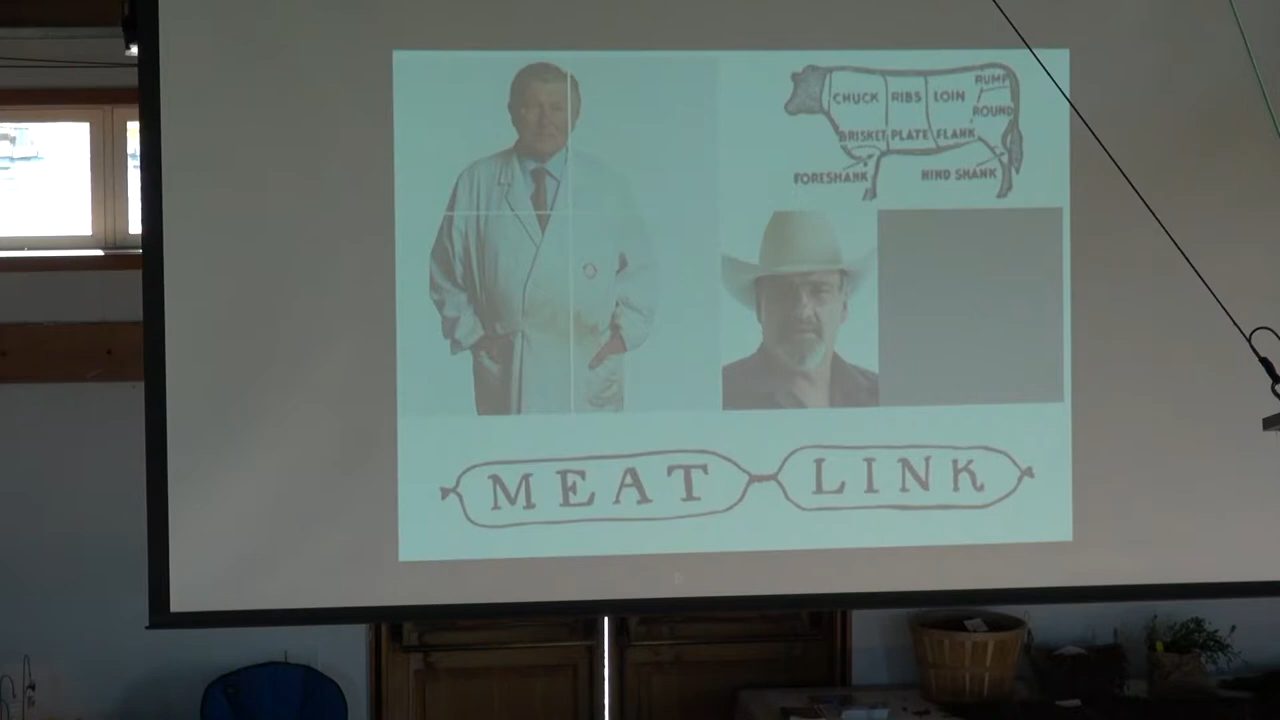 CHUCK RIBS LOIN RUMP
ROUND
BRISKET PLATE FLANK
FORESHANK HIND SHANK
MEAT LINK